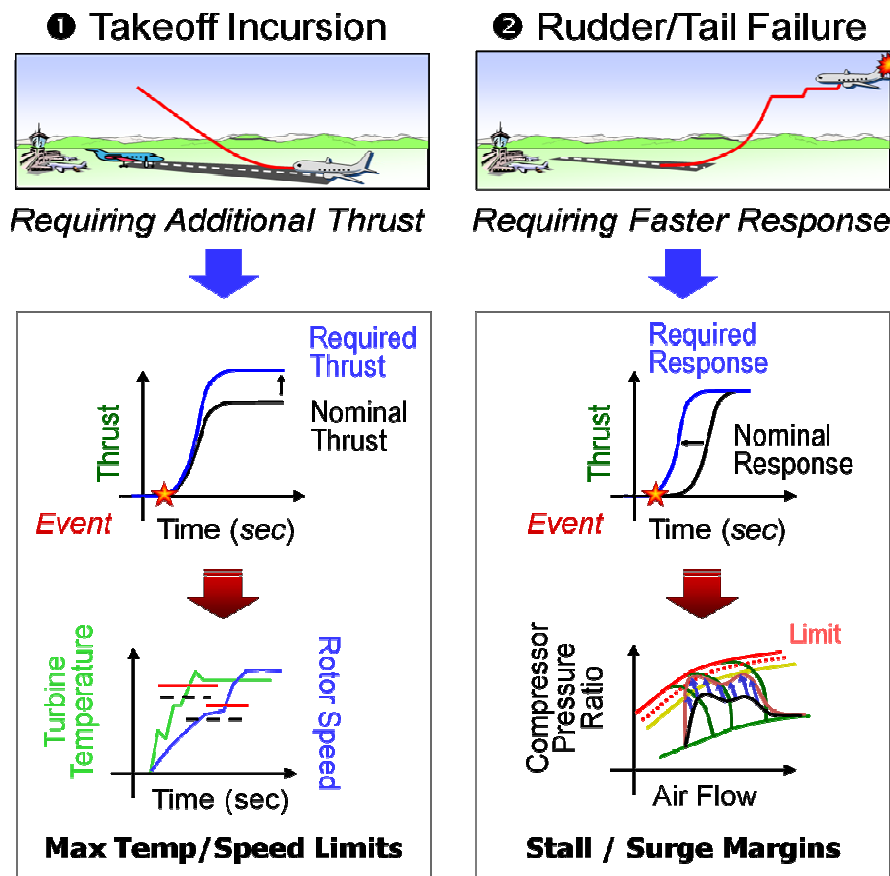 ❶ Takeoff Incursion
Requiring Additional Thrust
Required
Thrust
Nominal
Thrust
Thrust
Event
Time (sec)
Turbine
Temperature
Rotor Speed
Time (sec)
Max Temp/Speed Limits
❷ Rudder/Tail Failure
Requiring Faster Response
Required
Response
Nominal
Response
Thrust
Event
Time (sec)
Limit
Compressor
Pressure
Ratio
Air Flow
Stall / Surge Margins